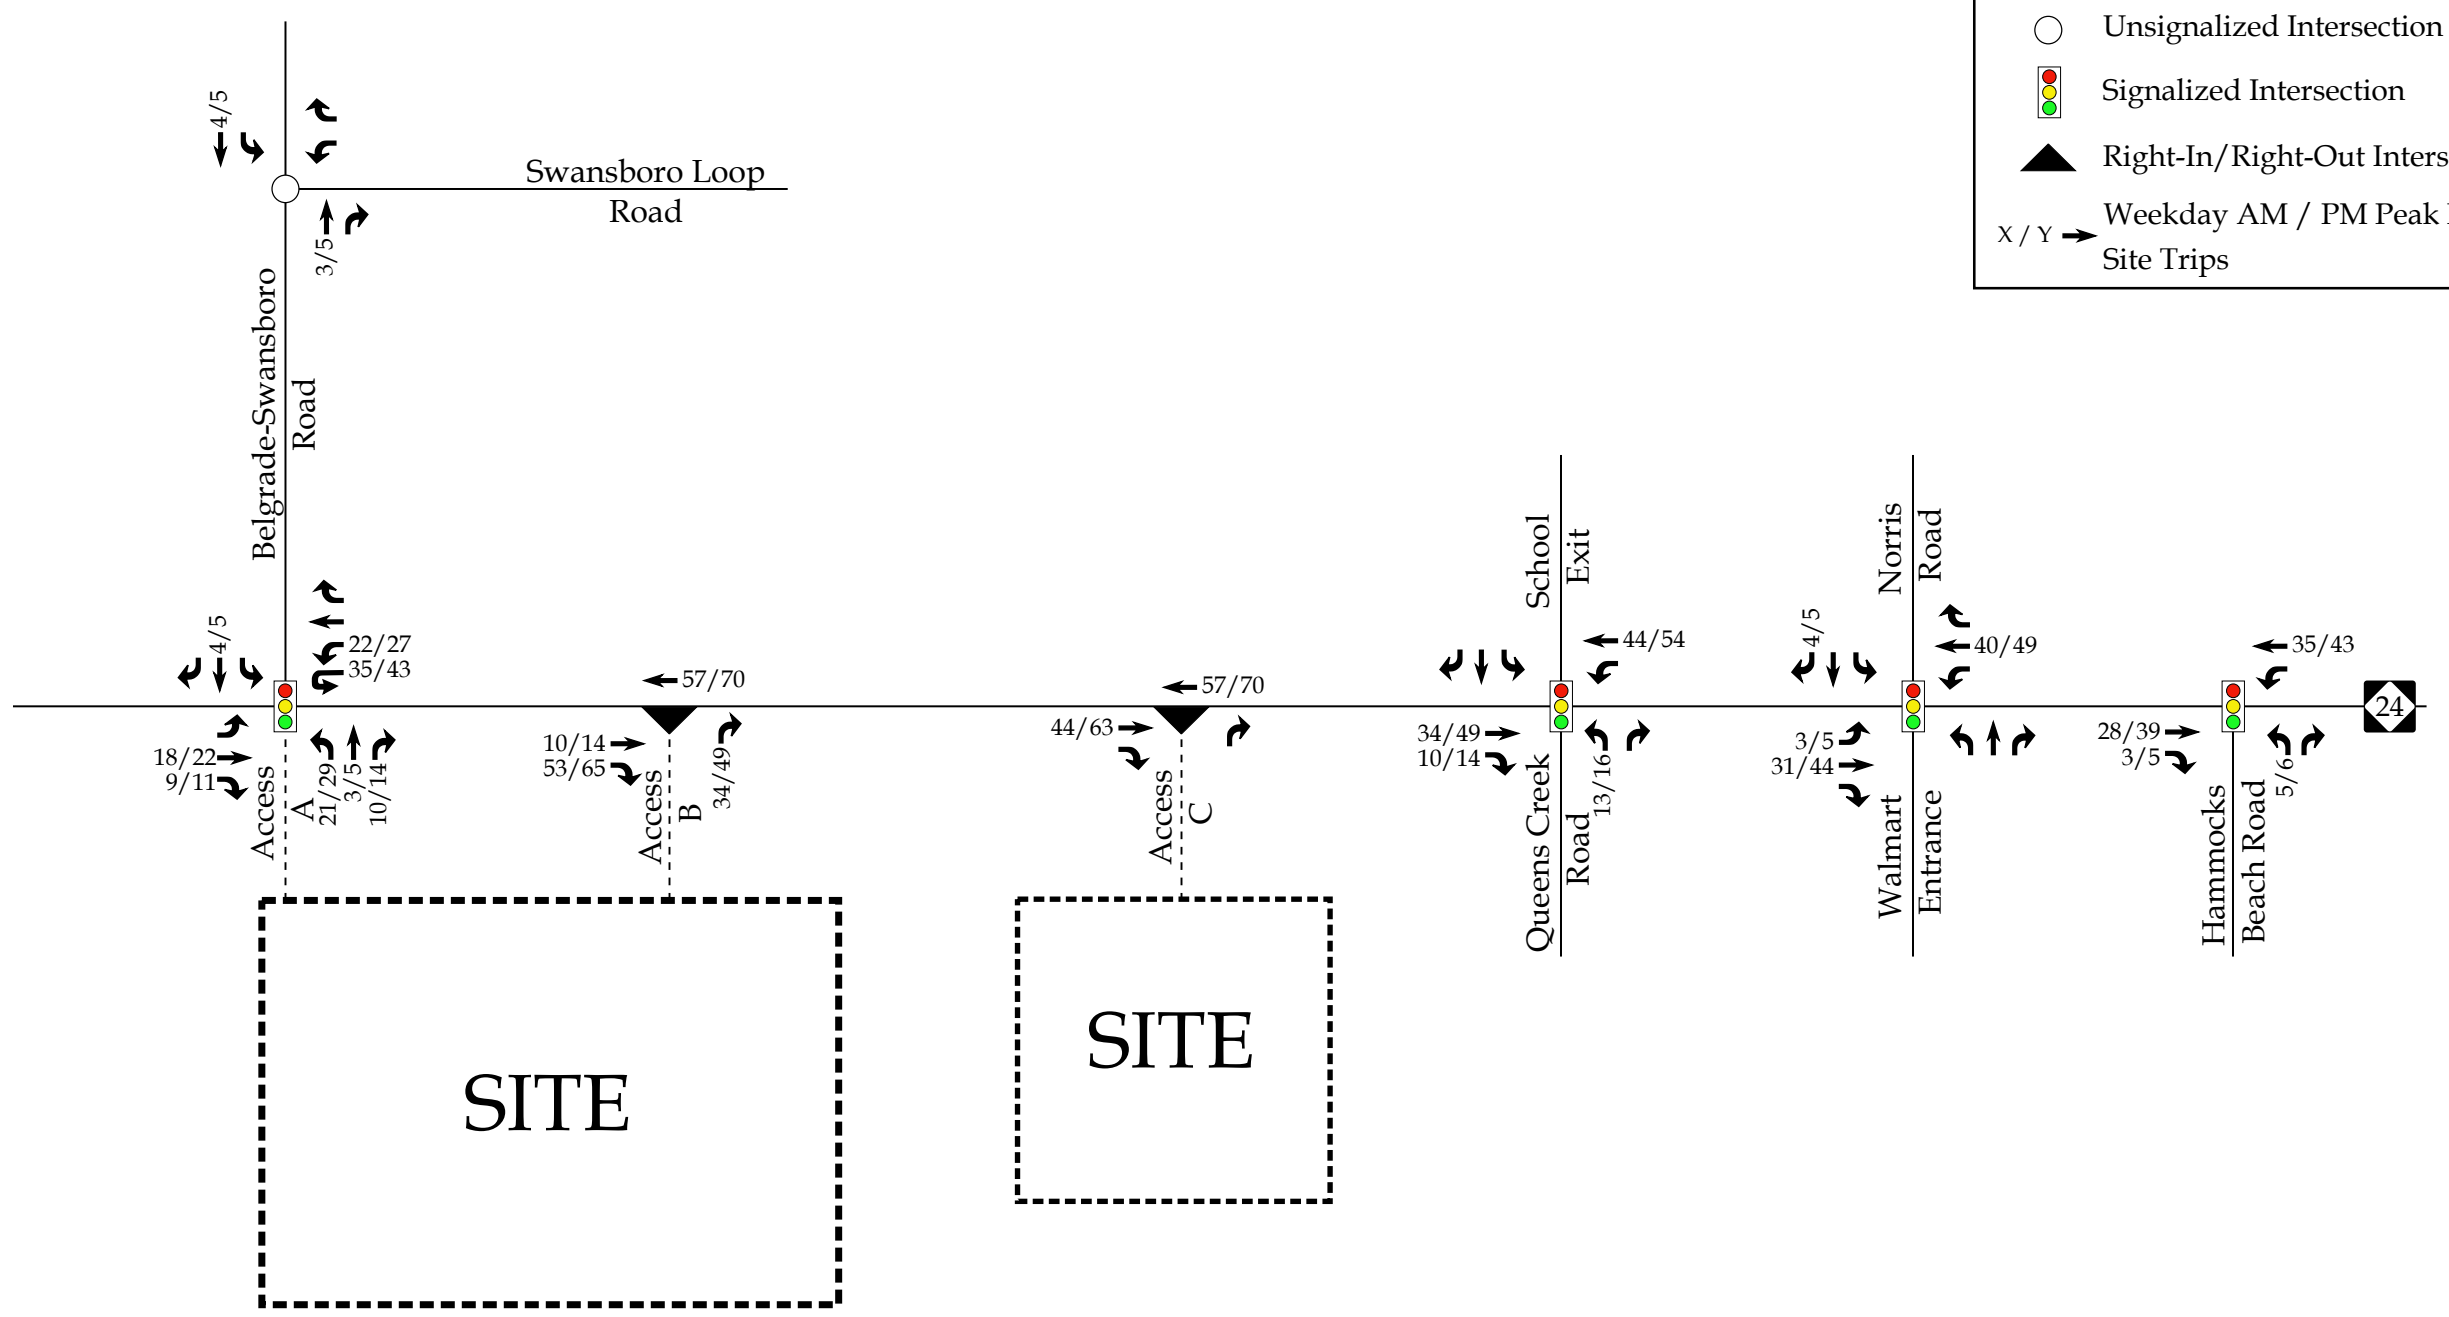 Unsignalized Intersection
Signalized Intersection
Right-In/Right-Out Inters
X / Y
Weekday AM / PM Peak
Site Trips
4/5
Swansboro Loop
Road
3/5
Belgrade-Swansboro
Road
4/5
22/27
35/43
18/22
9/11
Access
A
21/29
3/5
10/14
57/70
10/14
53/65
Access
B
34/49
57/70
44/63
Access
C
School
Exit
44/54
34/49
10/14
Queens Creek
Road
13/16
Norris
Road
4/5
40/49
3/5
31/44
Walmart
Entrance
35/43
28/39
3/5
Hammocks
Beach Road
5/6
24
SITE
SITE